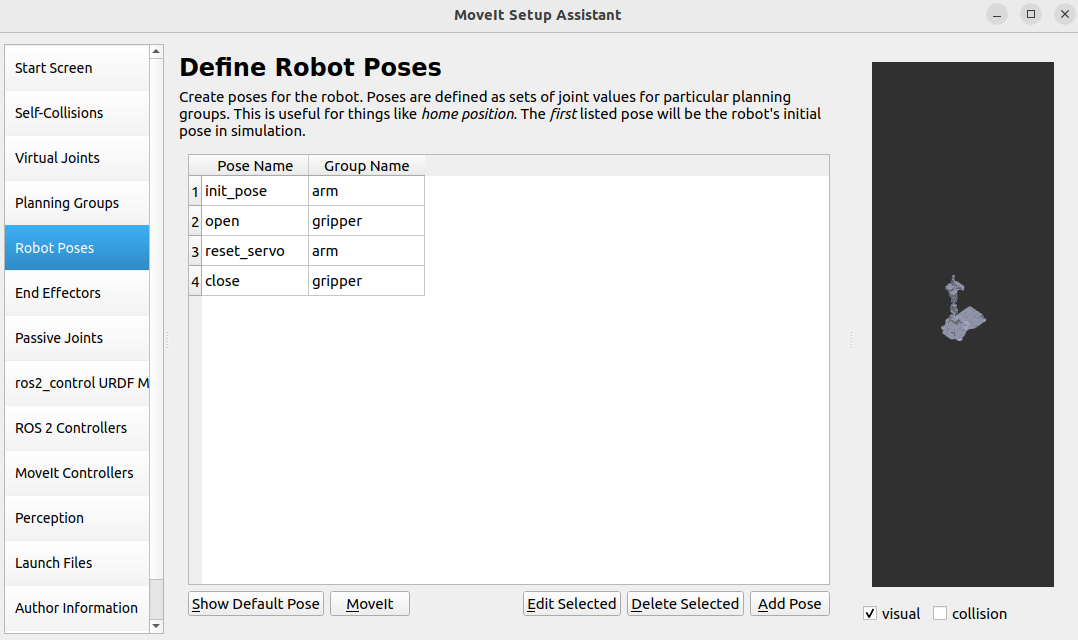 MoveIt Setup Assistant
Start Screen
Self-Collisions
Virtual Joints
Planning Groups
Robot Poses
End Effectors
Passive Joints
ros2_control URDF M
ROS 2 Controllers
MoveIt Controllers
Perception
Launch Files
Author Information
Define Robot Poses
Create poses for the robot. Poses are defined as sets of joint values for particular planning
groups. This is useful for things like home position. The first listed pose will be the robot's initial
pose in simulation.
Pose Name Group Name
1 init_pose arm
2 open gripper
3 reset_servo arm
4 close gripper
Show Default Pose MoveIt Edit Selected Delete Selected Add Pose
visual collision